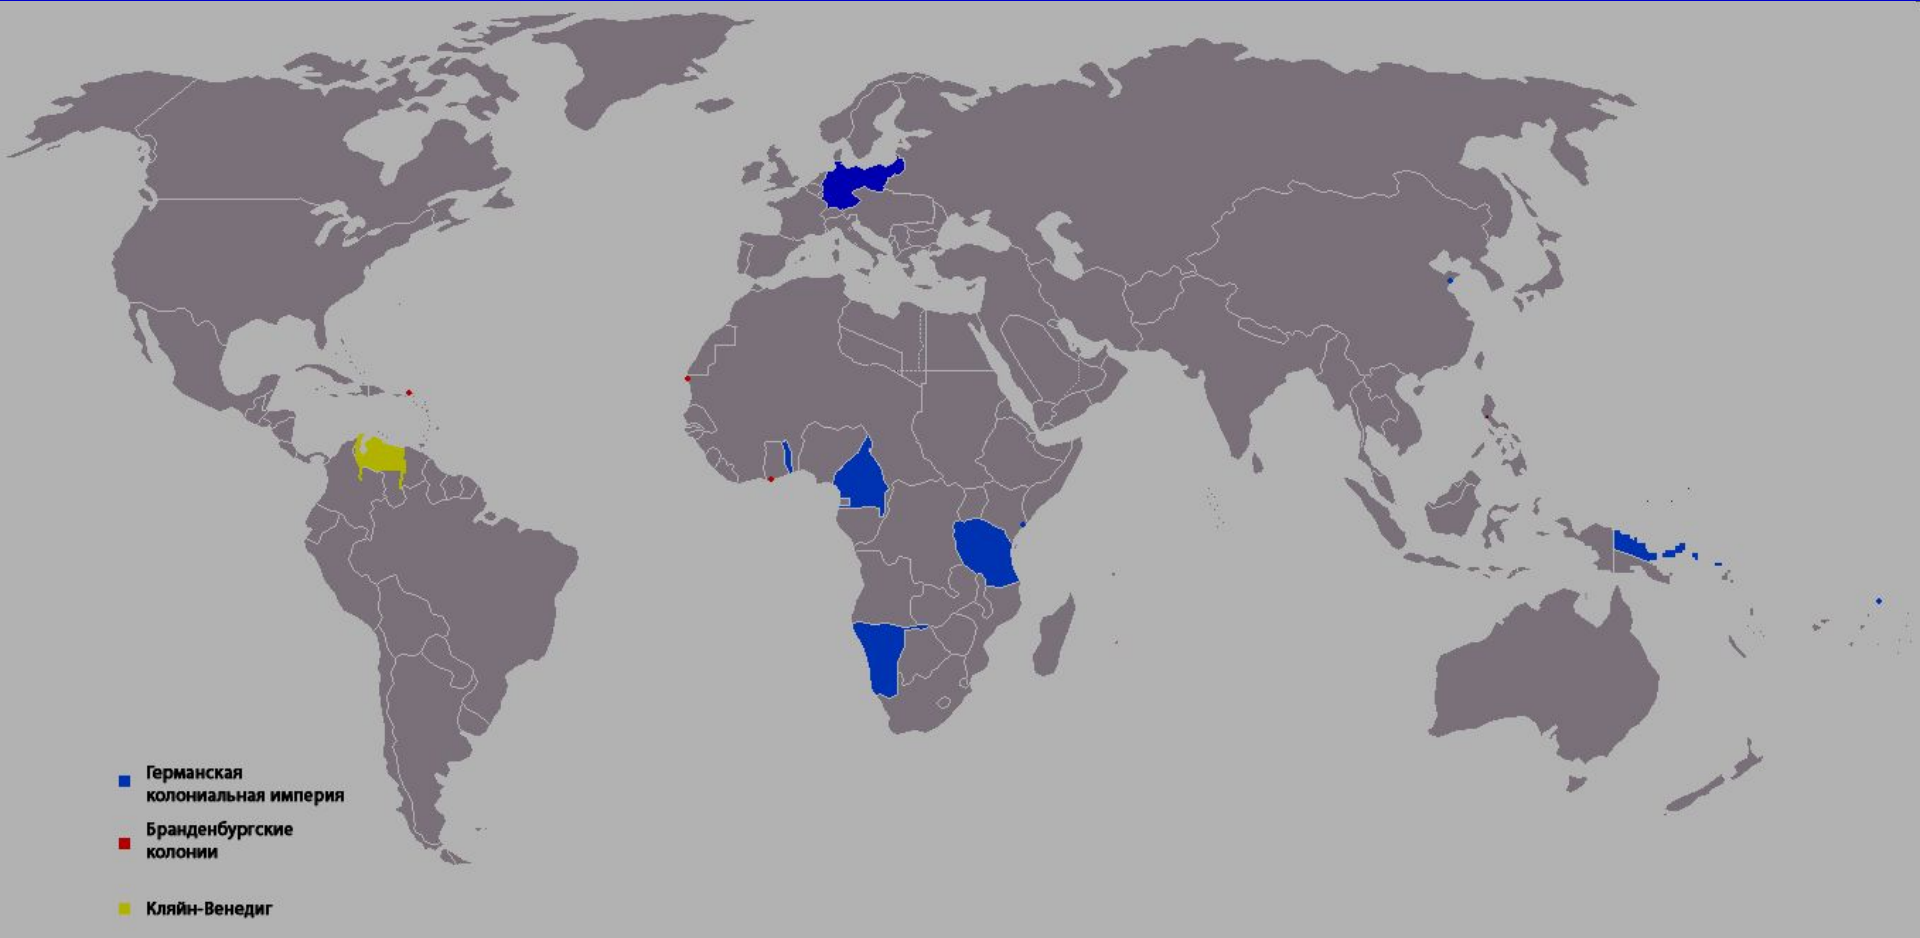 Германская
колониальная империя
Бранденбургские
колонии
Кляйн-Венедиг